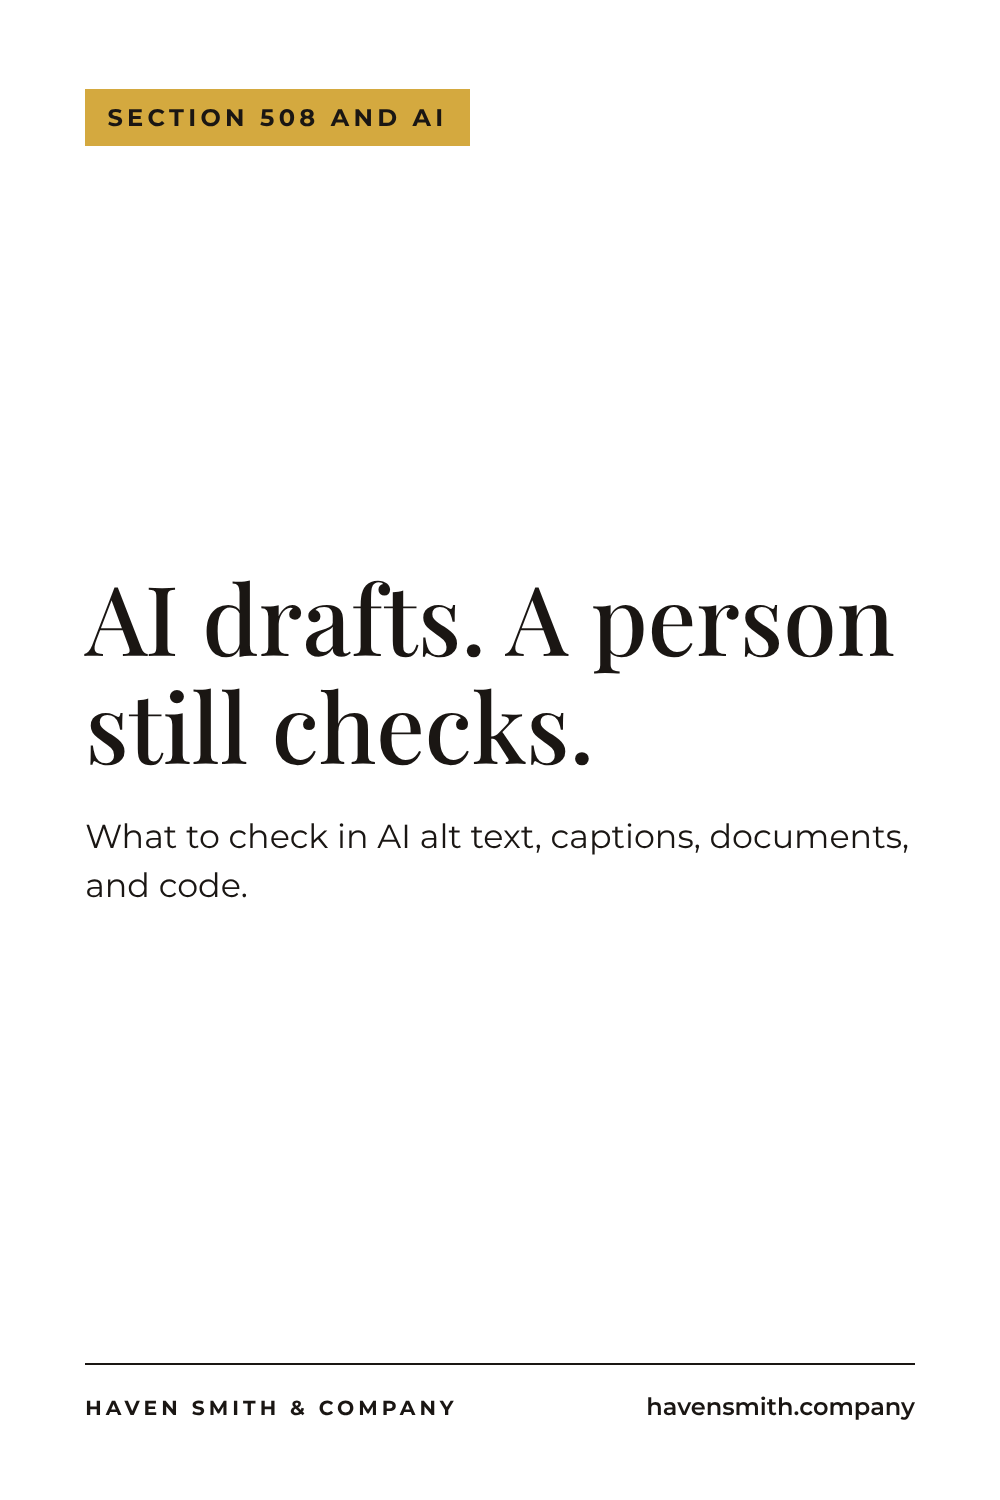 SECTION 508 AND AI
AI drafts. A person
still checks.
What to check in AI alt text, captions, documents,
and code.
HAVEN SMITH & COMPANY
havensmith.company